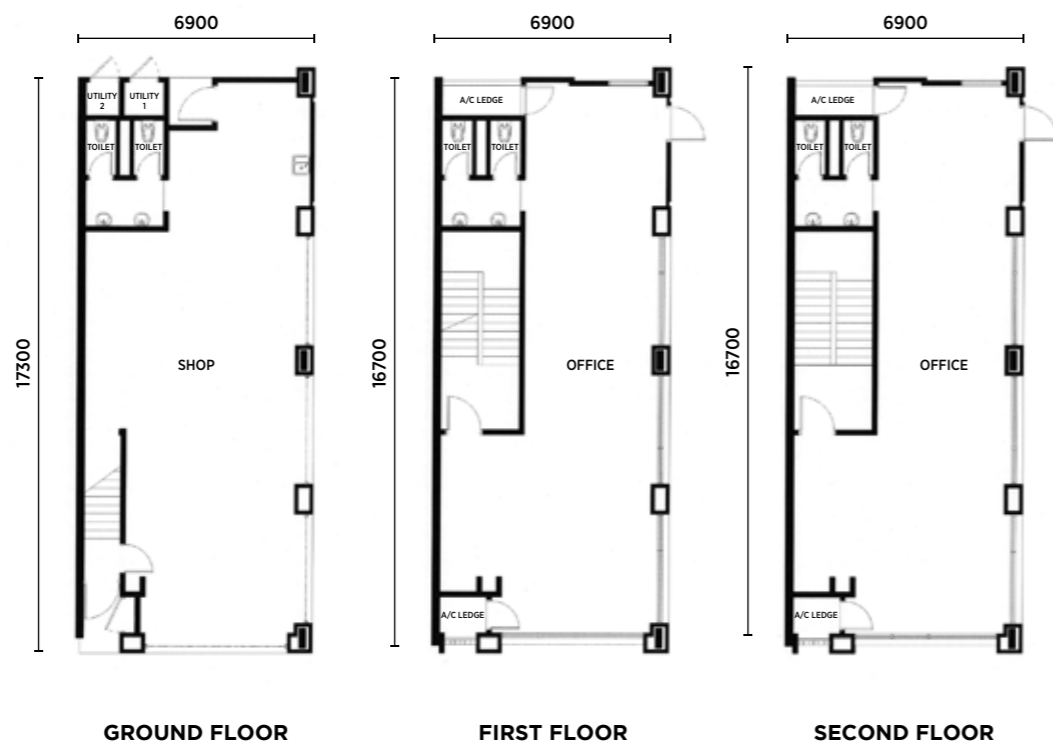 6900
17300
UTILITY
2
UTILITY
1
TOILET
TOILET
SHOP
GROUND FLOOR
6900
16700
A/C LEDGE
TOILET
TOILET
OFFICE
A/C LEDGE
FIRST FLOOR
6900
16700
A/C LEDGE
TOILET
TOILET
OFFICE
A/C LEDGE
SECOND FLOOR